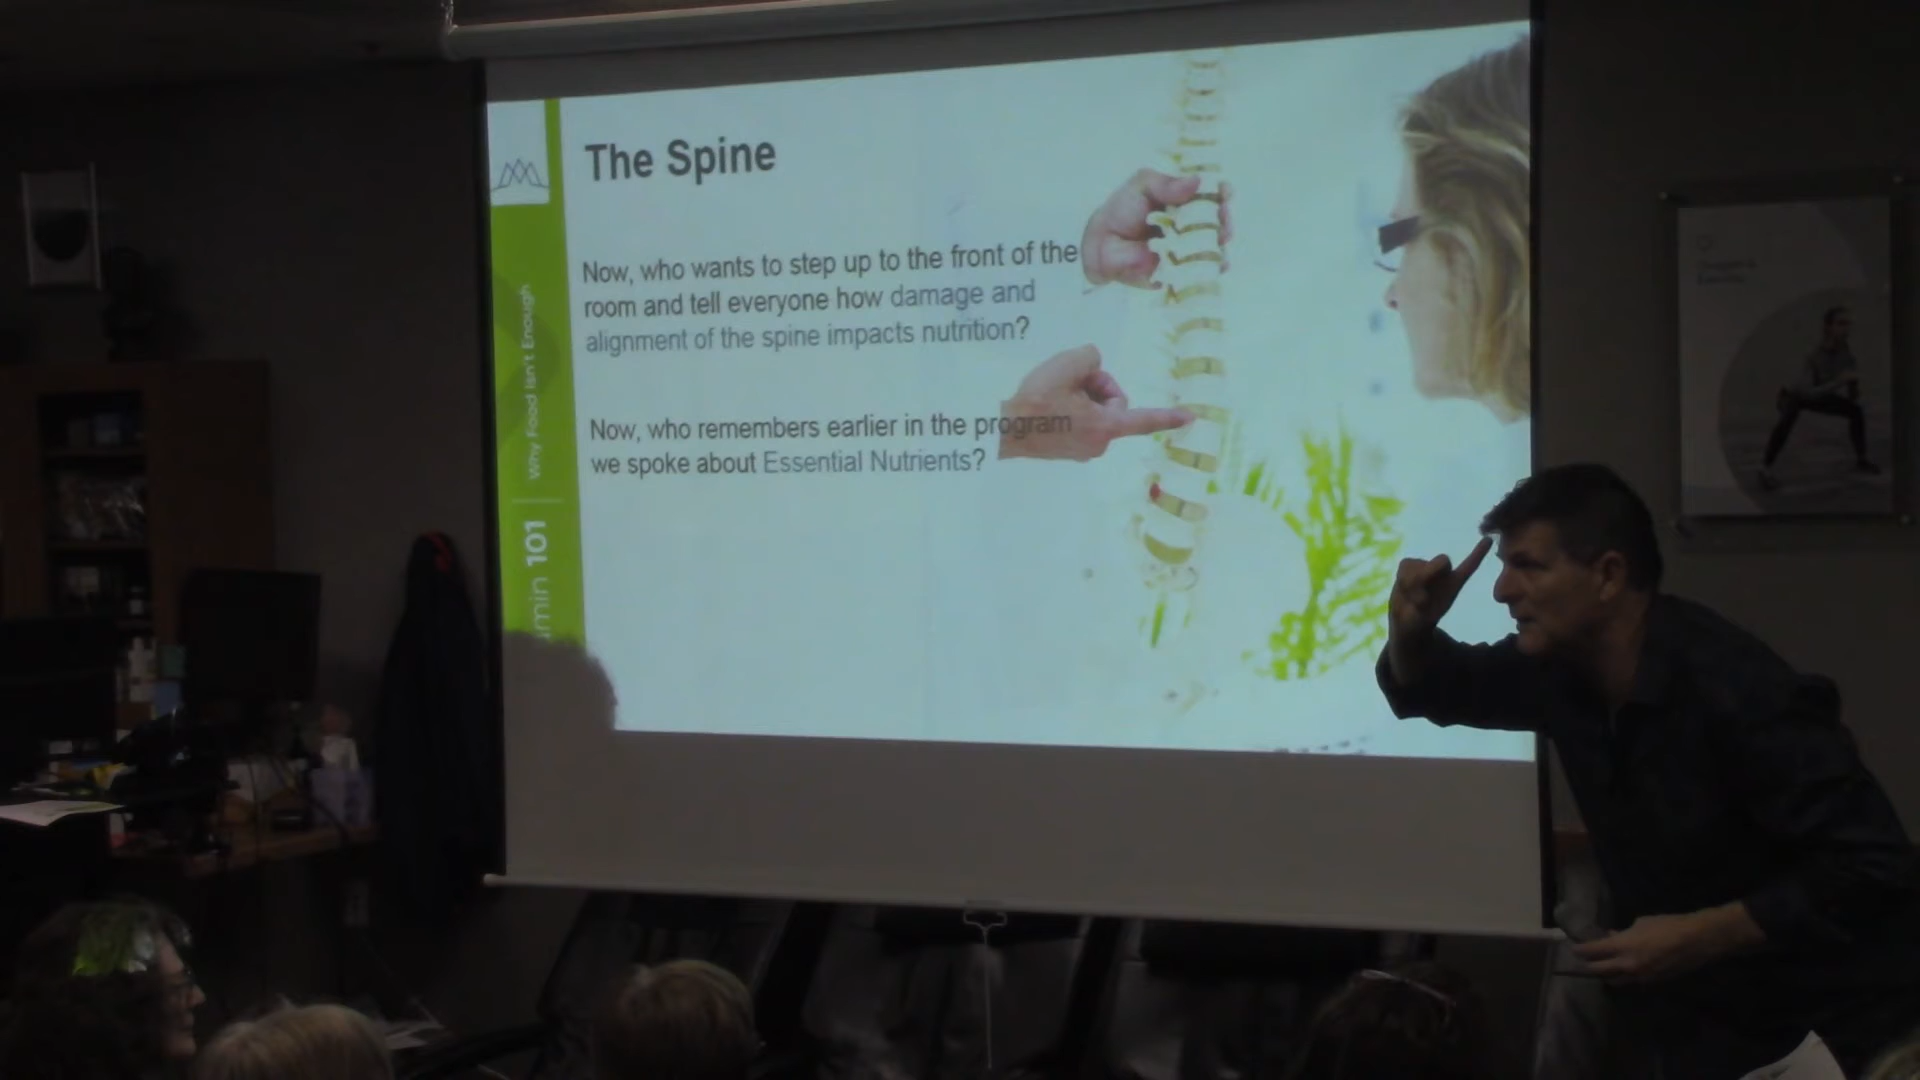 The Spine
Now, who wants to step up to the front of the
room and tell everyone how damage and
alignment of the spine impacts nutrition?
Now, who remembers earlier in the program
we spoke about Essential Nutrients?
min 101 | Why Food Isn't Enough